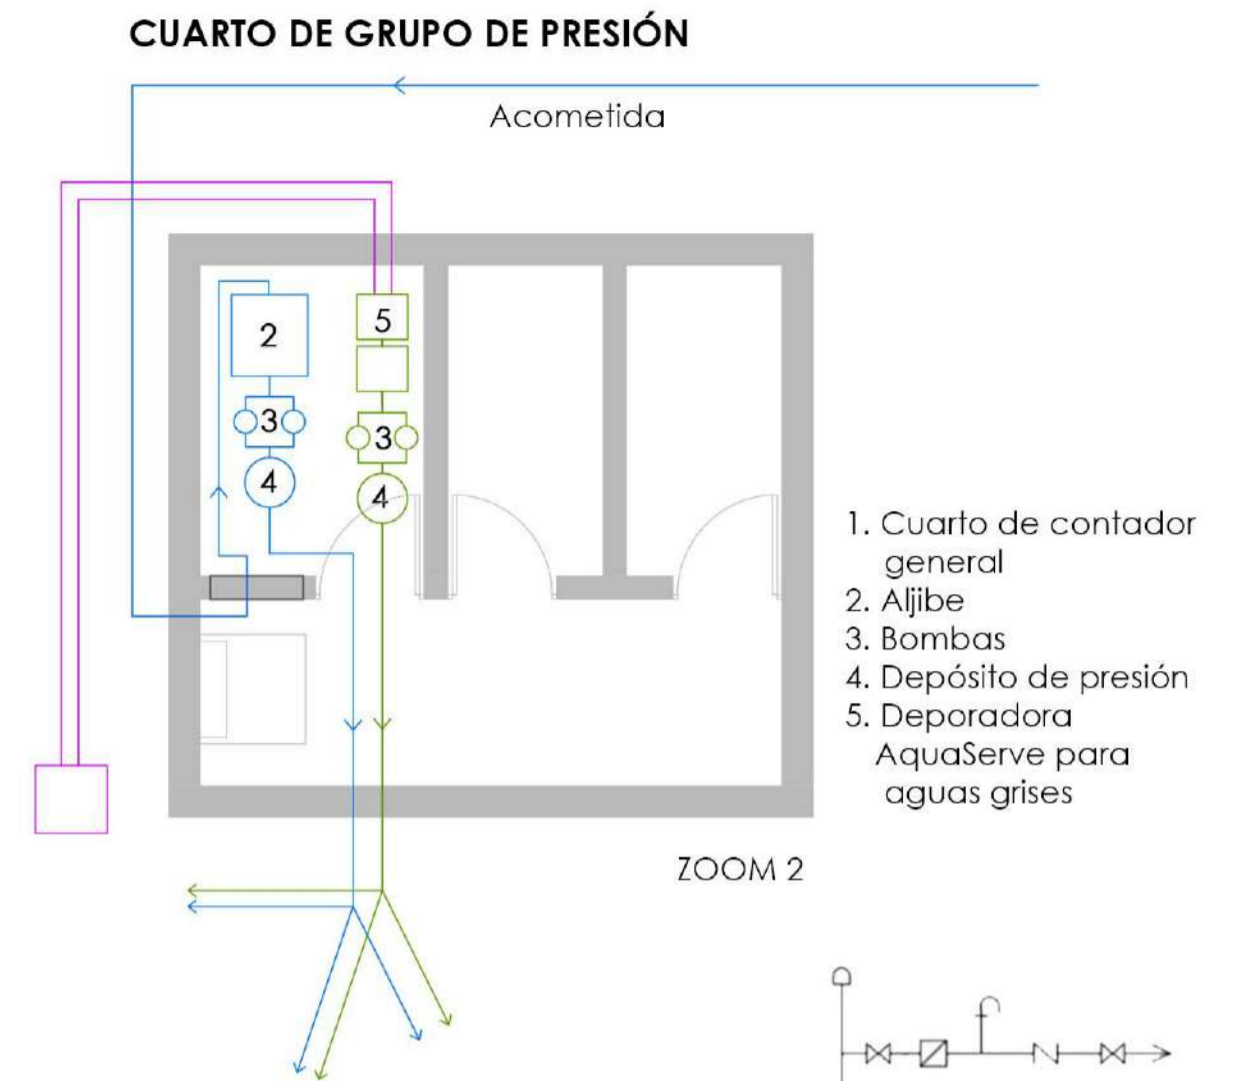 CUARTO DE GRUPO DE PRESIÓN
Acometida
2
5
3
3
4
4
1. Cuarto de contador
general
2. Aljibe
3. Bombas
4. Depósito de presión
5. Deporadora
AquaServe para
aguas grises
ZOOM 2